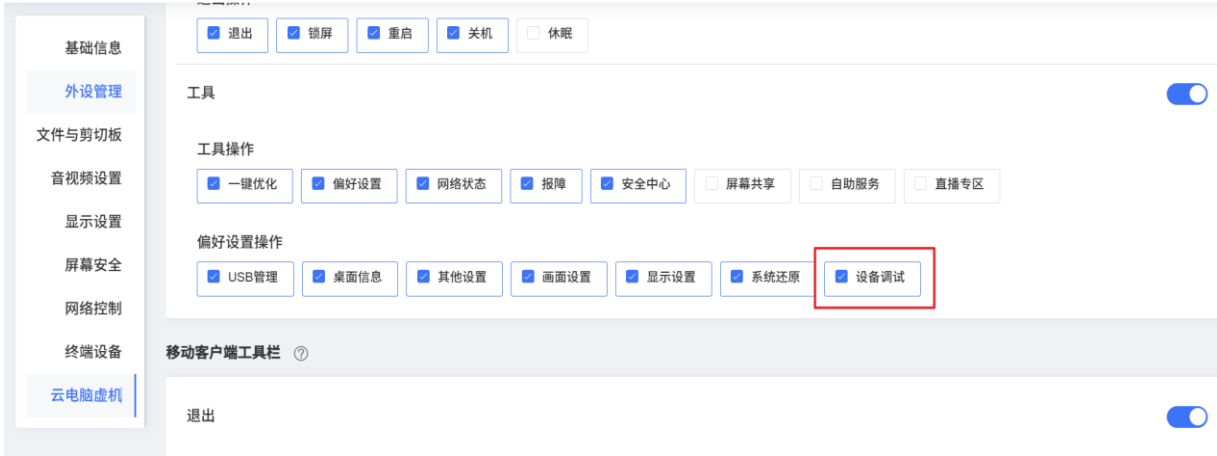 基础信息
外设管理
文件与剪切板
音视频设置
显示设置
屏幕安全
网络控制
终端设备
云电脑虚机
退出 锁屏 重启 关机 休眠
工具
工具操作
一键优化 偏好设置 网络状态 报障 安全中心 屏幕共享 自助服务 直播专区
偏好设置操作
USB管理 桌面信息 其他设置 画面设置 显示设置 系统还原 设备调试
移动客户端工具栏 ?
退出